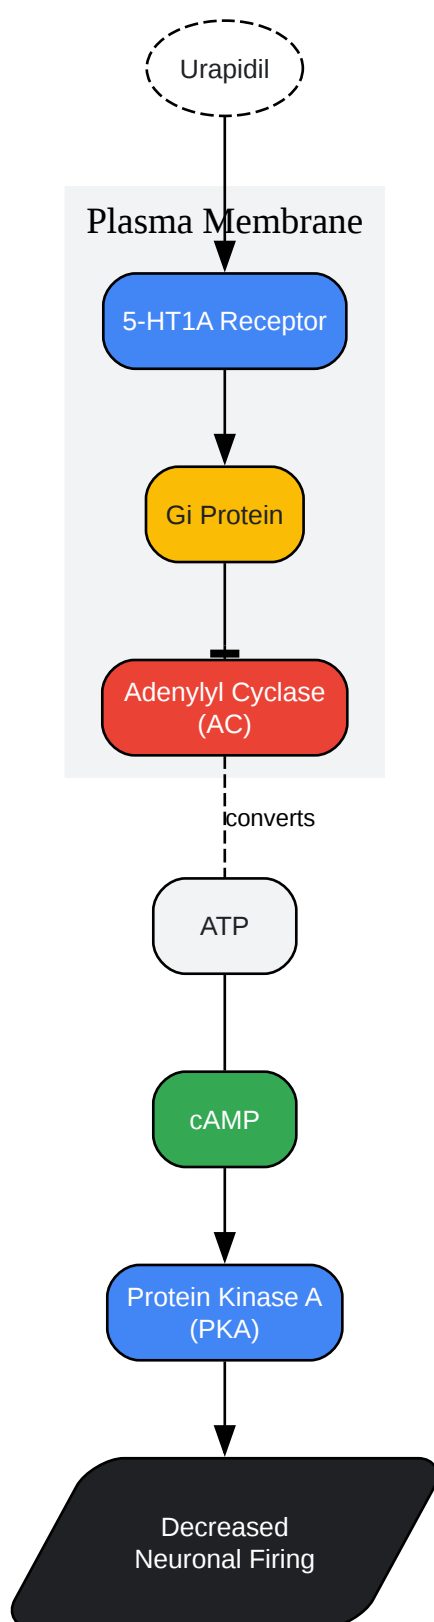 Urapidil
Plasma Membrane
5-HT1A Receptor
Gi Protein
Adenylyl Cyclase
(AC)
converts
ATP
cAMP
Protein Kinase A
(PKA)
Decreased
Neuronal Firing